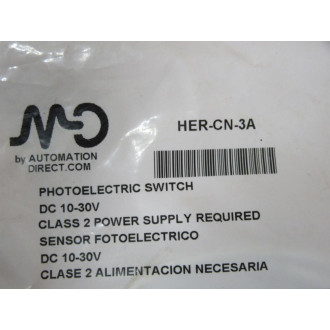 HER-CN-3A
by AUTOMATION
DIRECT.COM
PHOTOELECTRIC SWITCH
DC 10-30V
CLASS 2 POWER SUPPLY REQUIRED
SENSOR FOTOELECTRICO
DC 10-30V
CLASE 2 ALIMENTACION NECESARIA